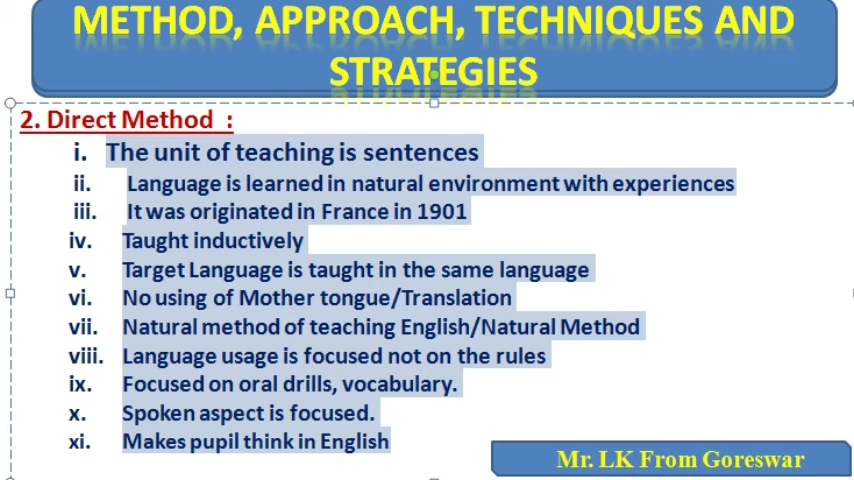 METHOD, APPROACH, TECHNIQUES AND
STRATEGIES
2. Direct Method :
i. The unit of teaching is sentences
ii. Language is learned in natural environment with experiences
iii. It was originated in France in 1901
iv. Taught inductively
v. Target Language is taught in the same language
vi. No using of Mother tongue/Translation
vii. Natural method of teaching English/Natural Method
viii. Language usage is focused not on the rules
ix. Focused on oral drills, vocabulary.
x. Spoken aspect is focused.
xi. Makes pupil think in English
Mr. LK From Goreswar